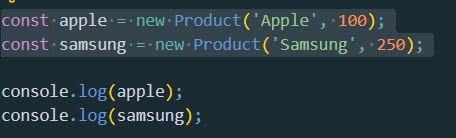 const apple = new Product('Apple', 100);
const samsung = new Product('Samsung', 250);
console.log(apple);
console.log(samsung);